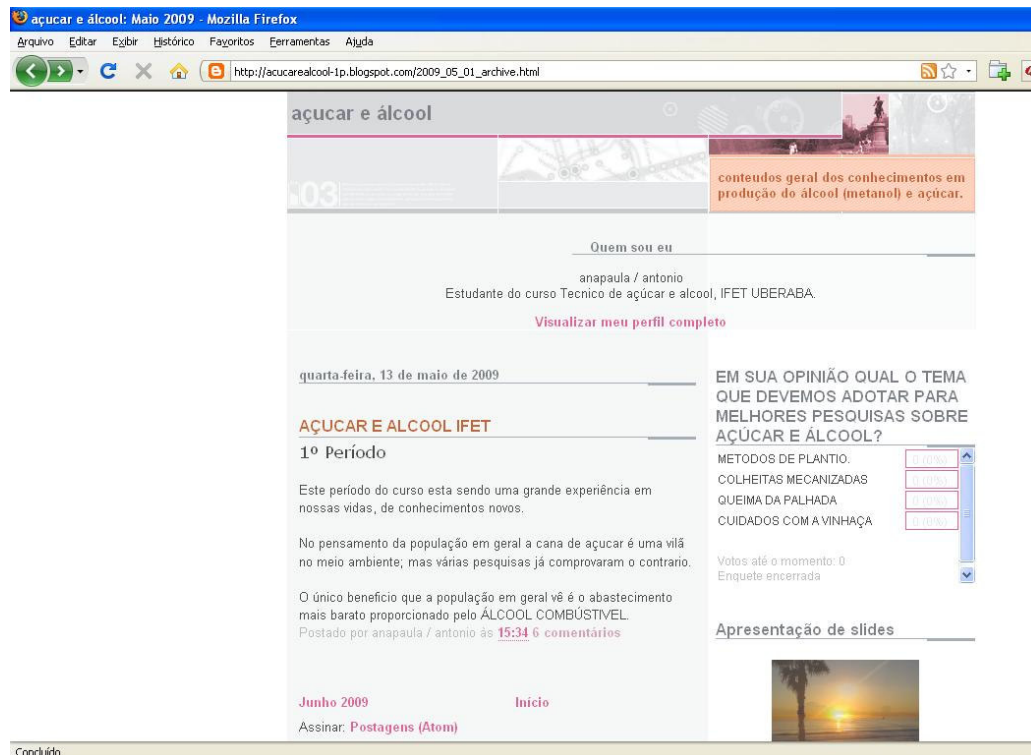 açucar e álcool: Maio 2009 - Mozilla Firefox
Arquivo Editar Exibir Histórico Favoritos Ferramentas Ajuda
http://acucarealcool-1p.blogspot.com/2009_05_01_archive.html
açucar e álcool
03
conteudos geral dos conhecimentos em
produção do álcool (metanol) e açúcar.
Quem sou eu
anapaula / antonio
Estudante do curso Tecnico de açúcar e alcool, IFET UBERABA.
Visualizar meu perfil completo
quarta-feira, 13 de maio de 2009
AÇUCAR E ALCOOL IFET
1º Período
Este período do curso esta sendo uma grande experiência em
nossas vidas, de conhecimentos novos.
No pensamento da população em geral a cana de açucar é uma vilã
no meio ambiente; mas várias pesquisas já comprovaram o contrario.
O único beneficio que a população em geral vê é o abastecimento
mais barato proporcionado pelo ÁLCOOL COMBÚSTIVEL.
Postado por anapaula / antonio às 15:34 6 comentários
Junho 2009 Início
Assinar: Postagens (Atom)
EM SUA OPINIÃO QUAL O TEMA
QUE DEVEMOS ADOTAR PARA
MELHORES PESQUISAS SOBRE
AÇÚCAR E ÁLCOOL?
METODOS DE PLANTIO. 0 (0%)
COLHEITAS MECANIZADAS 0 (0%)
QUEIMA DA PALHADA 0 (0%)
CUIDADOS COM A VINHAÇA 0 (0%)
Votos até o momento: 0
Enquete encerrada
Apresentação de slides
Concluído